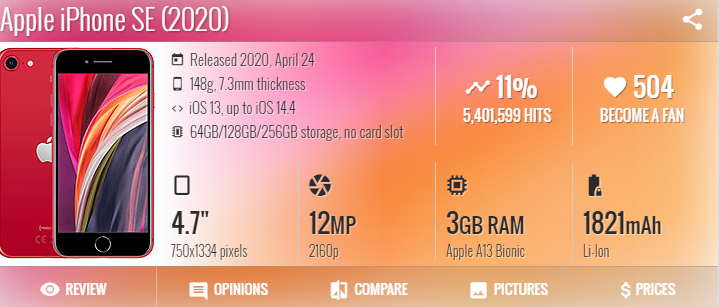 Apple iPhone SE (2020)
Released 2020, April 24
148g, 7.3mm thickness
iOS 13, up to iOS 14.4
64GB/128GB/256GB storage, no card slot
11%
5,401,599 HITS
504
BECOME A FAN
4.7"
750x1334 pixels
12MP
2160p
3GB RAM
Apple A13 Bionic
1821mAh
Li-Ion
REVIEW
OPINIONS
COMPARE
PICTURES
PRICES